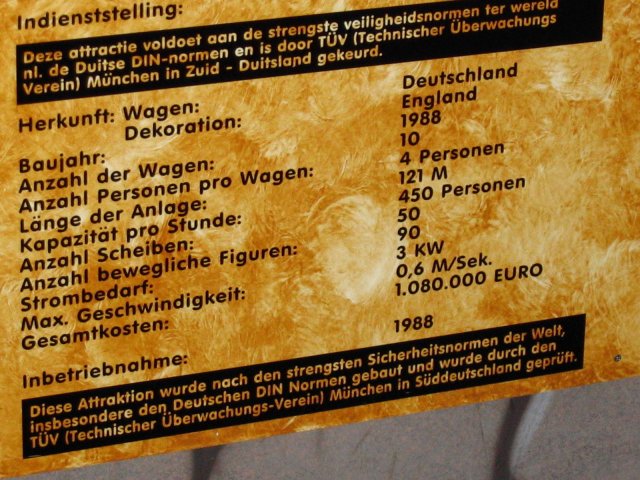 Indienststelling:
Deze attractie voldoet aan de strengste veiligheidsnormen ter wereld
nl. de Duitse DIN-normen en is door TÜV (Technischer Überwachungs
Verein) München in Zuid - Duitsland gekeurd.
Herkunft: Wagen: Deutschland
Dekoration: England
Baujahr: 1988
Anzahl der Wagen: 10
Anzahl Personen pro Wagen: 4 Personen
Länge der Anlage: 121 M
Kapazität pro Stunde: 450 Personen
Anzahl Scheiben: 50
Anzahl bewegliche Figuren: 90
Strombedarf: 3 KW
Max. Geschwindigkeit: 0,6 M/Sek.
Gesamtkosten: 1.080.000 EURO
Inbetriebnahme: 1988
Diese Attraktion wurde nach den strengsten Sicherheitsnormen der Welt,
insbesondere den Deutschen DIN Normen gebaut und wurde durch den
TÜV (Technischer Überwachungs-Verein) München in Süddeutschland geprüft.